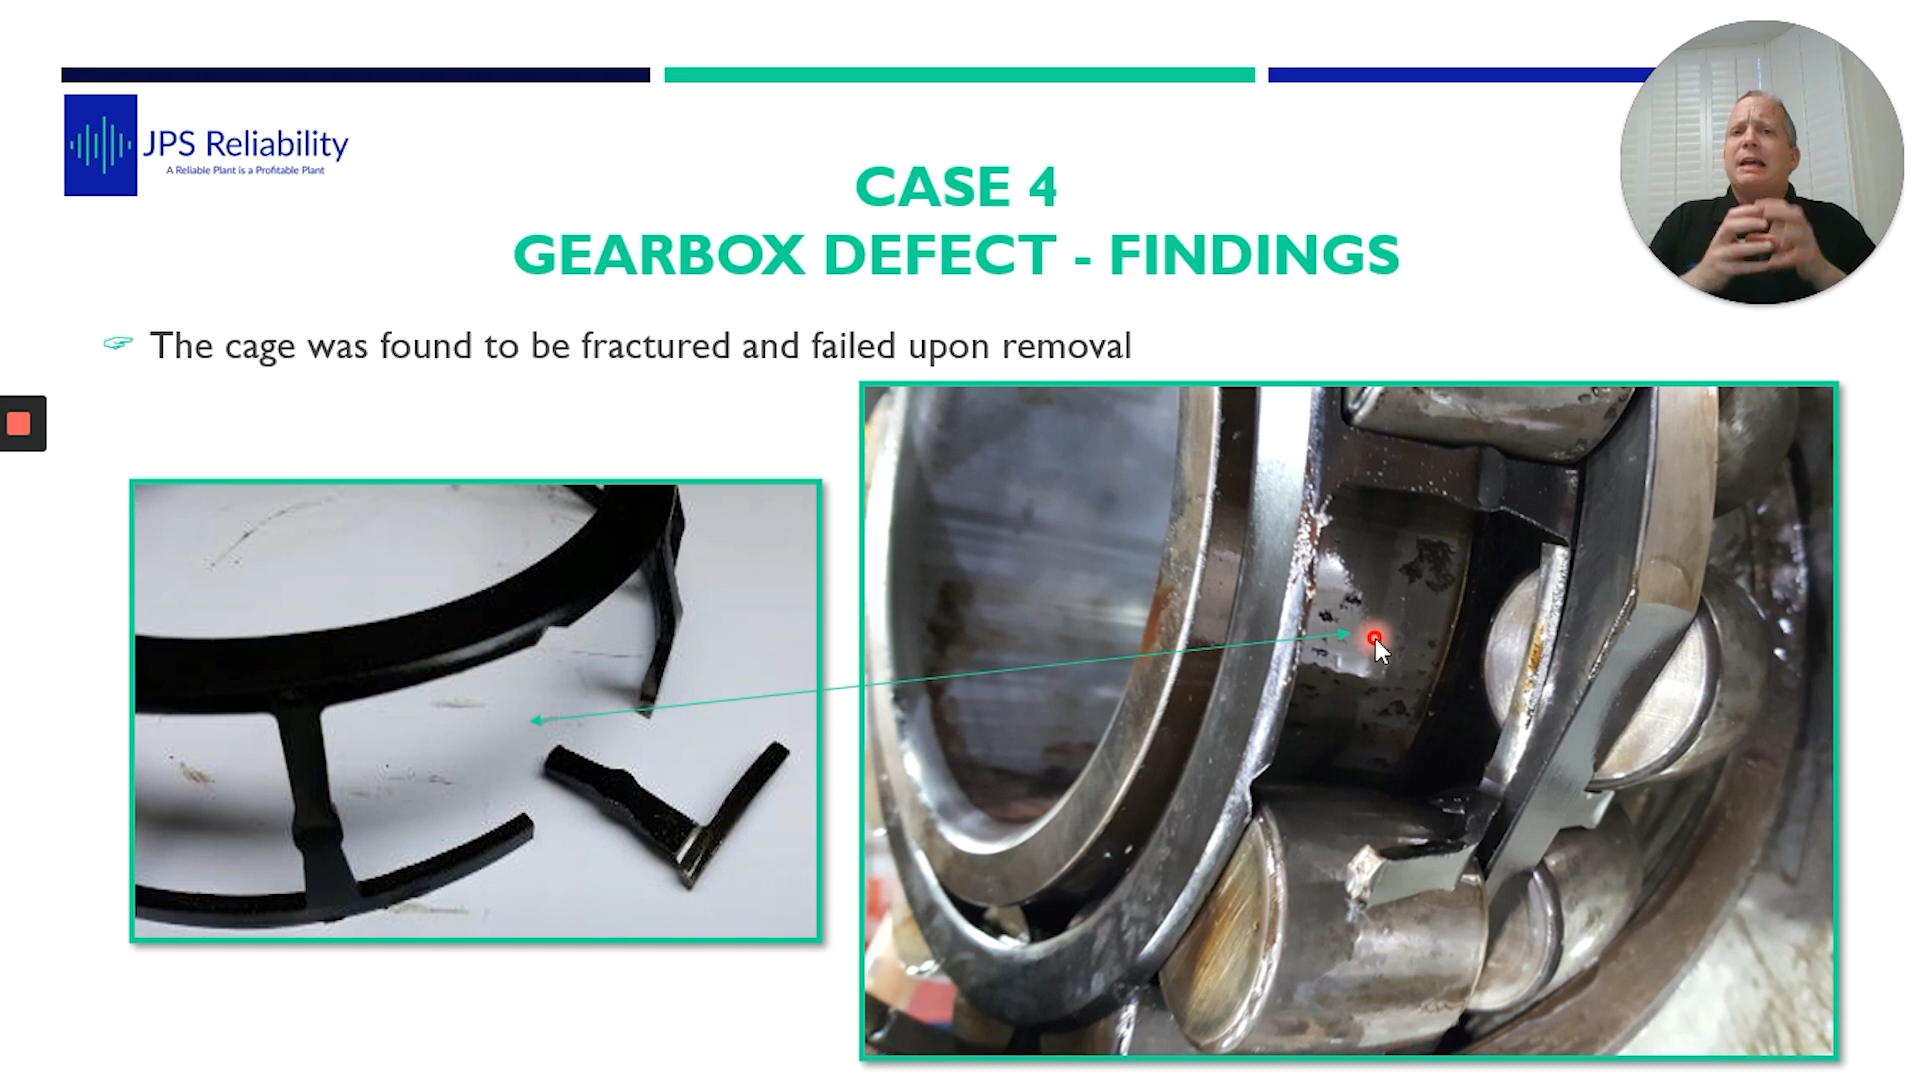 JPS Reliability
A Reliable Plant is a Profitable Plant
CASE 4
GEARBOX DEFECT - FINDINGS
The cage was found to be fractured and failed upon removal